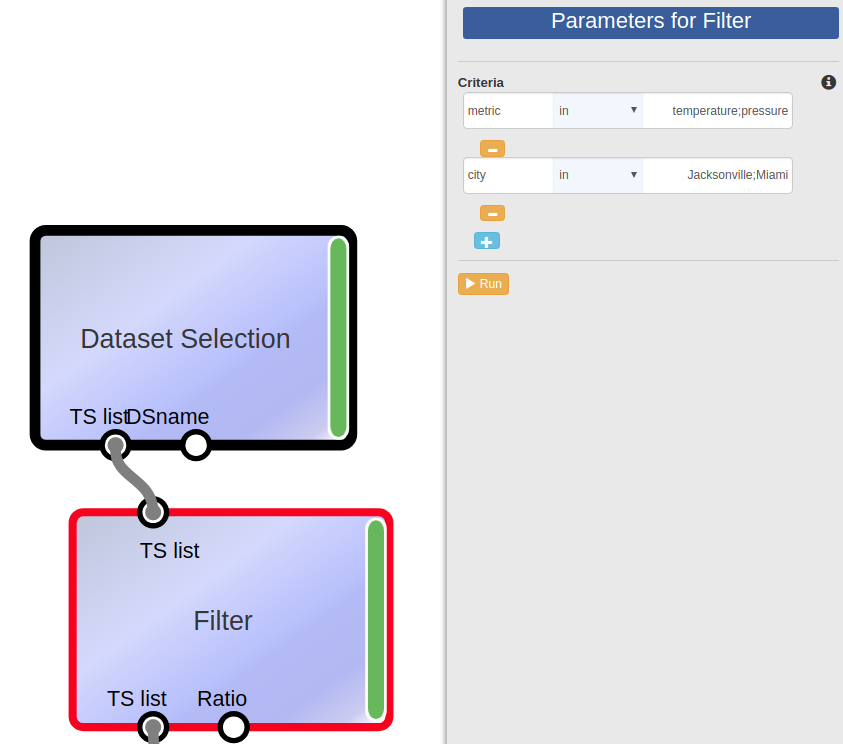 Parameters for Filter
Criteria
metric in temperature;pressure
city in Jacksonville;Miami
Run
Dataset Selection
TS list DSname
TS list
Filter
TS list Ratio